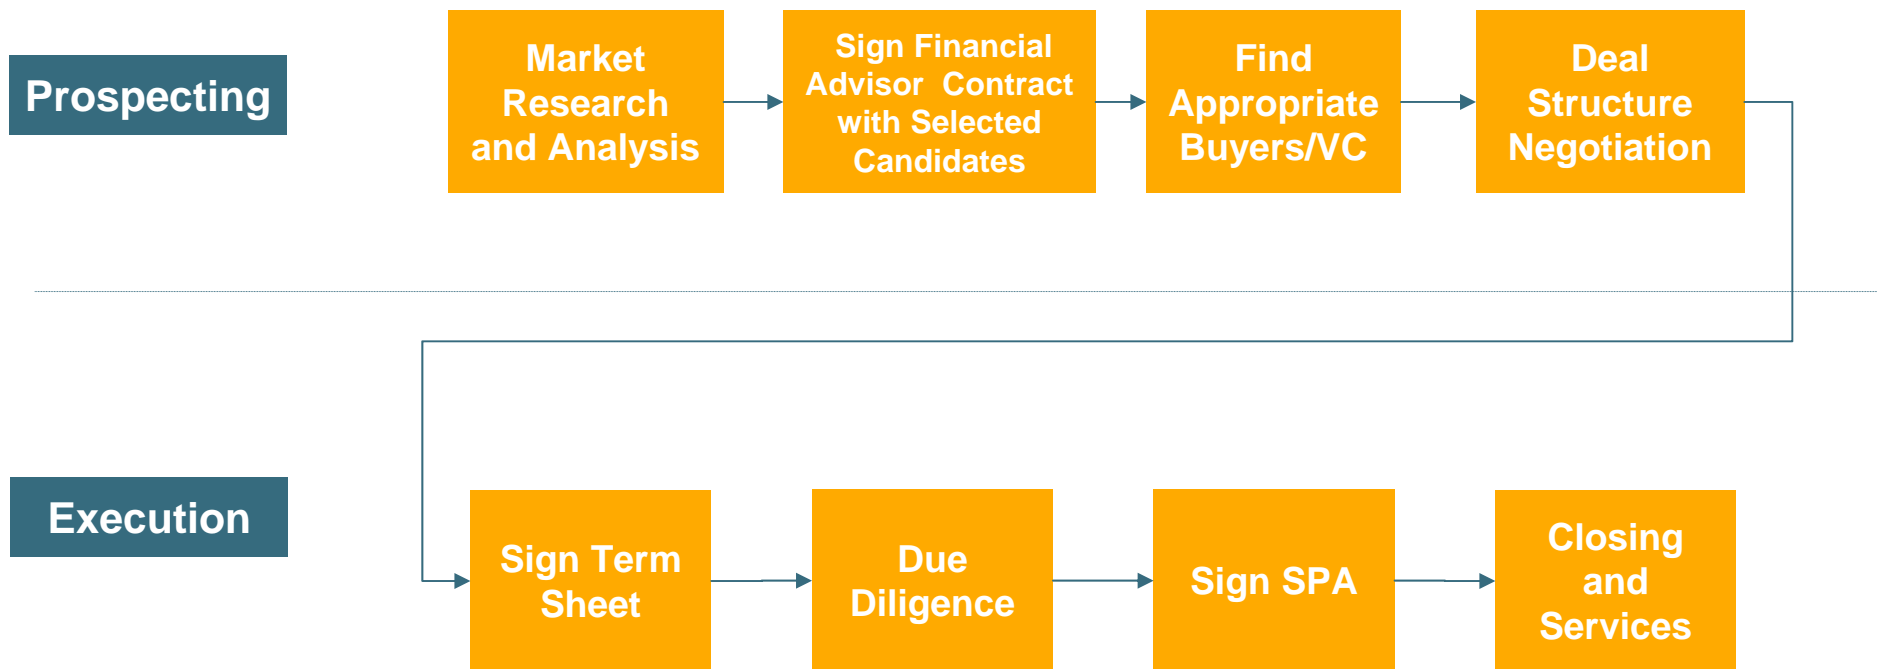 Prospecting
Market
Research
and Analysis
Sign Financial
Advisor Contract
with Selected
Candidates
Find
Appropriate
Buyers/VC
Deal
Structure
Negotiation
Execution
Sign Term
Sheet
Due
Diligence
Sign SPA
Closing
and
Services